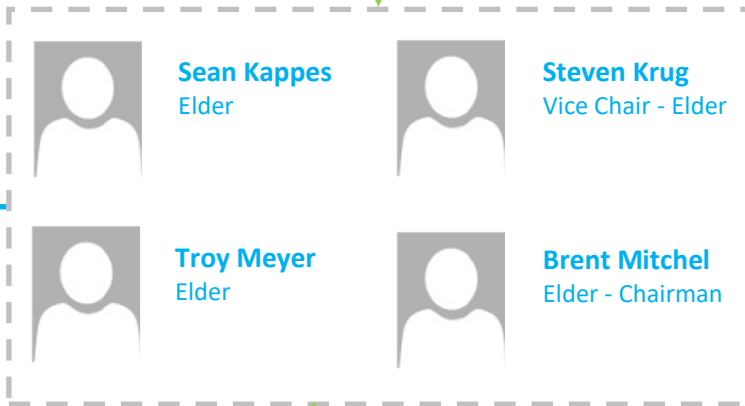 Sean Kappes
Elder
Steven Krug
Vice Chair - Elder
Troy Meyer
Elder
Brent Mitchel
Elder - Chairman